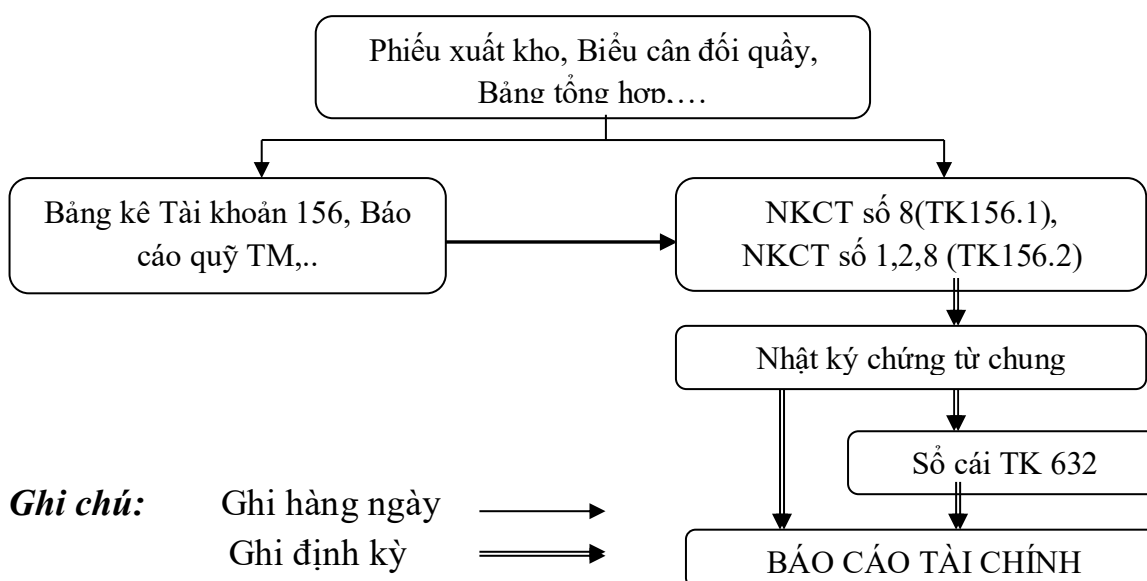 Phiếu xuất kho, Biểu cân đối quầy,
Bảng tổng hợp,…
Bảng kê Tài khoản 156, Báo
cáo quỹ TM,..
NKCT số 8(TK156.1),
NKCT số 1,2,8 (TK156.2)
Nhật ký chứng từ chung
Sổ cái TK 632
Ghi chú: Ghi hàng ngày
Ghi định kỳ
BÁO CÁO TÀI CHÍNH